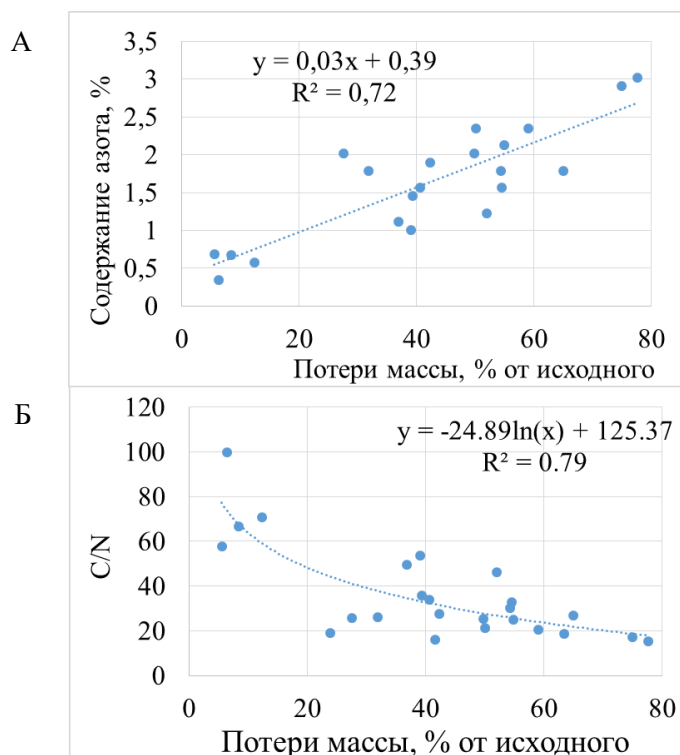 А
y = 0,03x + 0,39
R² = 0,72
Содержание азота, %
3,5
3
2,5
2
1,5
1
0,5
0
0 20 40 60 80
Потери массы, % от исходного
Б
y = -24.89ln(x) + 125.37
R² = 0.79
C/N
120
100
80
60
40
20
0
0 20 40 60 80
Потери массы, % от исходного